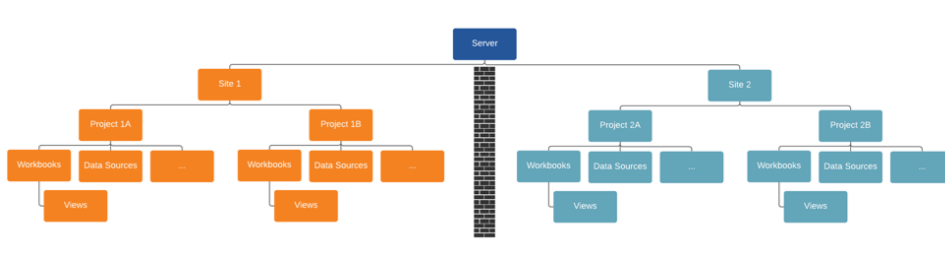 Server
Site 1
Site 2
Project 1A
Project 1B
Project 2A
Project 2B
Workbooks
Data Sources
...
Workbooks
Data Sources
...
Workbooks
Data Sources
...
Workbooks
Data Sources
...
Views
Views
Views
Views